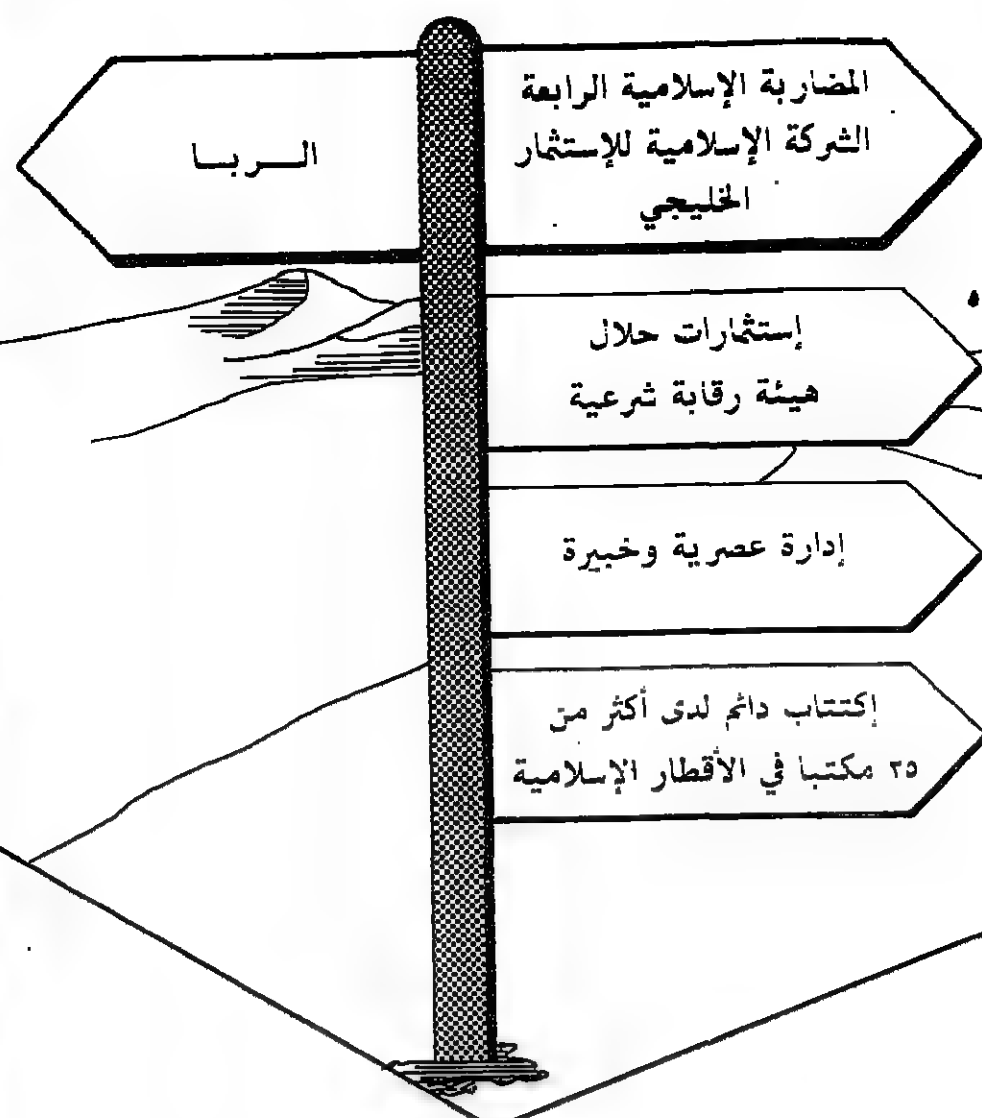 المضاربة الإسلامية الرابعة
الشركة الإسلامية للإستثمار
الخليجي
الـــربـــا
إستثمارات حلال
هيئة رقابة شرعية
إدارة عصرية وخبيرة
إكتتاب دائم لدى أكثر من
٢٥ مكتبا في الأقطار الإسلامية